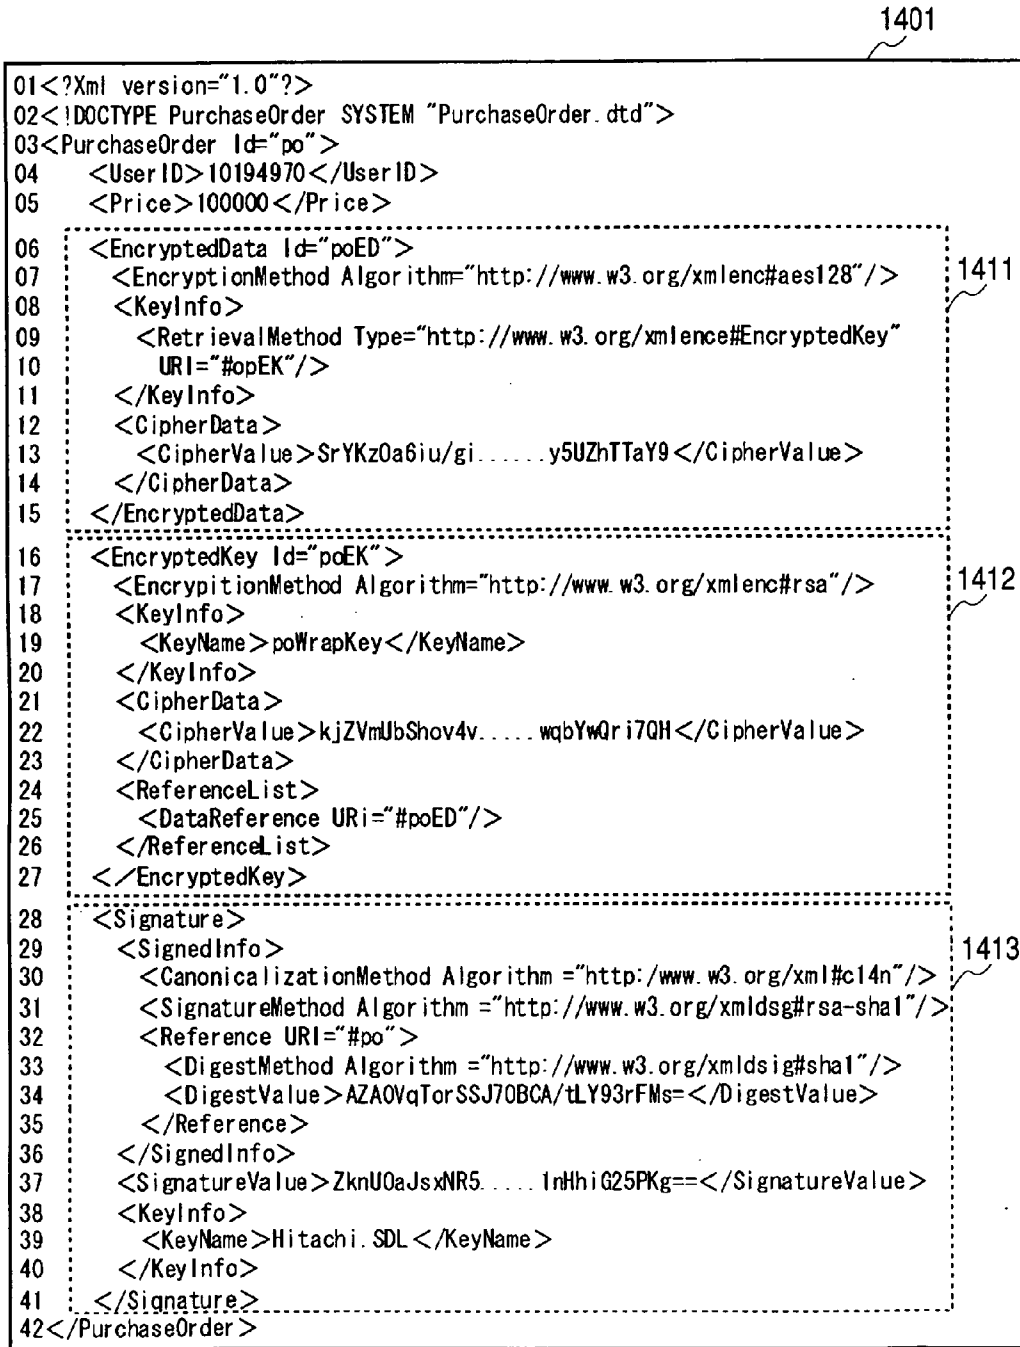 1401
01<?Xml version="1.0"?>
02<!DOCTYPE PurchaseOrder SYSTEM "PurchaseOrder.dtd">
03<PurchaseOrder Id="po">
04 <UserID>10194970</UserID>
05 <Price>100000</Price>
06 <EncryptedData Id="poED">
07 <EncryptionMethod Algorithm="http://www.w3.org/xmlenc#aes128"/>
1411
08 <KeyInfo>
09 <RetrievalMethod Type="http://www.w3.org/xmlence#EncryptedKey"
10 URI="#opEK"/>
11 </KeyInfo>
12 <CipherData>
13 <CipherValue>SrYKzOa6iu/gi......y5UZhTTaY9</CipherValue>
14 </CipherData>
15 </EncryptedData>
16 <EncryptedKey Id="poEK">
17 <EncrypitionMethod Algorithm="http://www.w3.org/xmlenc#rsa"/>
1412
18 <KeyInfo>
19 <KeyName>poWrapKey</KeyName>
20 </KeyInfo>
21 <CipherData>
22 <CipherValue>kjZVmUbShov4v.....wqbYwQri7QH</CipherValue>
23 </CipherData>
24 <ReferenceList>
25 <DataReference URi="#poED"/>
26 </ReferenceList>
27 </EncryptedKey>
28 <Signature>
29 <SignedInfo>
1413
30 <CanonicalizationMethod Algorithm ="http:/www.w3.org/xml#c14n"/>
31 <SignatureMethod Algorithm ="http://www.w3.org/xmldsg#rsa-sha1"/>
32 <Reference URI="#po">
33 <DigestMethod Algorithm ="http://www.w3.org/xmldsig#sha1"/>
34 <DigestValue>AZAOVqTorSSJ7OBCA/tLY93rFMs=</DigestValue>
35 </Reference>
36 </SignedInfo>
37 <SignatureValue>ZknUOaJsxNR5.....1nHhiG25PKg==</SignatureValue>
38 <KeyInfo>
39 <KeyName>Hitachi.SDL</KeyName>
40 </KeyInfo>
41 </Signature>
42</PurchaseOrder>